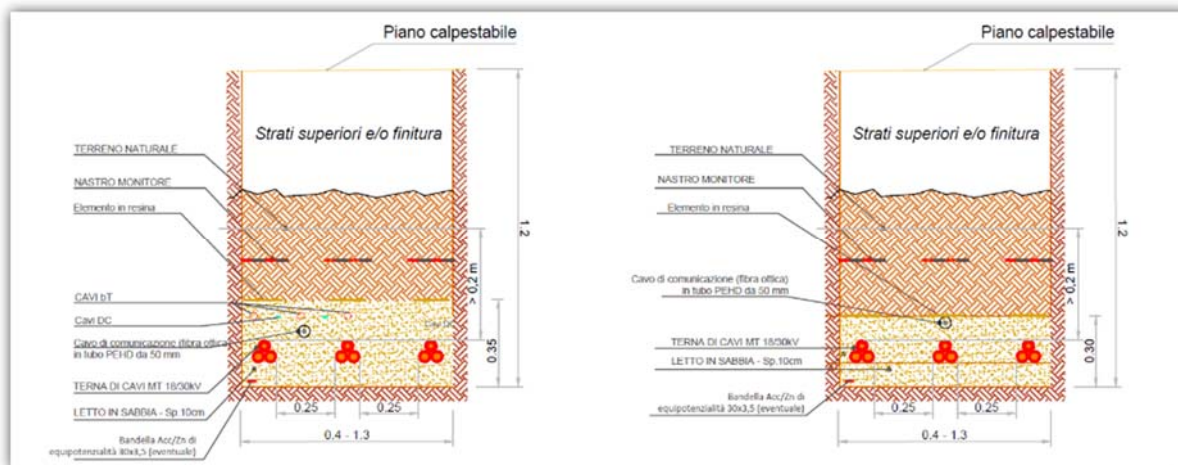 Piano calpestabile
Strati superiori e/o finitura
TERRENO NATURALE
NASTRO MONITORE
Elemento in resina
CAVI bT
Cavi DC
Cavo di comunicazione (fibra ottica)
in tubo PEHD da 50 mm
TERNA DI CAVI MT 18/30kV
LETTO IN SABBIA - Sp.10cm
Bandella Acc/Zn di
equipotenzialità 30x3,5 (eventuale)
Cavi DC
0.25
0.25
0.4 - 1.3
> 0,2 m
0.35
1.2
Piano calpestabile
Strati superiori e/o finitura
TERRENO NATURALE
NASTRO MONITORE
Elemento in resina
Cavo di comunicazione (fibra ottica)
in tubo PEHD da 50 mm
TERNA DI CAVI MT 18/30kV
LETTO IN SABBIA - Sp.10cm
Bandella Acc/Zn di
equipotenzialità 30x3,5 (eventuale)
0.25
0.25
0.4 - 1.3
> 0,2 m
0.30
1.2